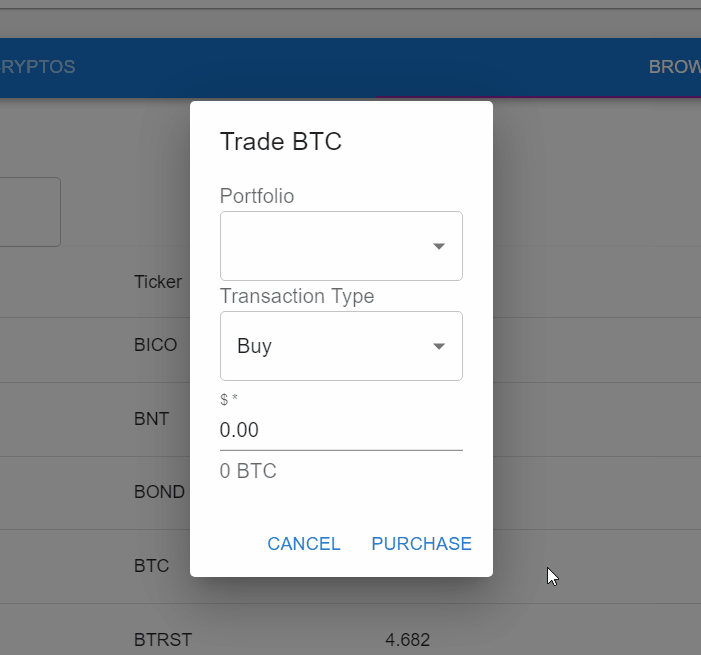 RYPTOS
BROW
Trade BTC
Portfolio
Transaction Type
Buy
$ *
0.00
0 BTC
CANCEL PURCHASE
Ticker
BICO
BNT
BOND
BTC
BTRST 4.682